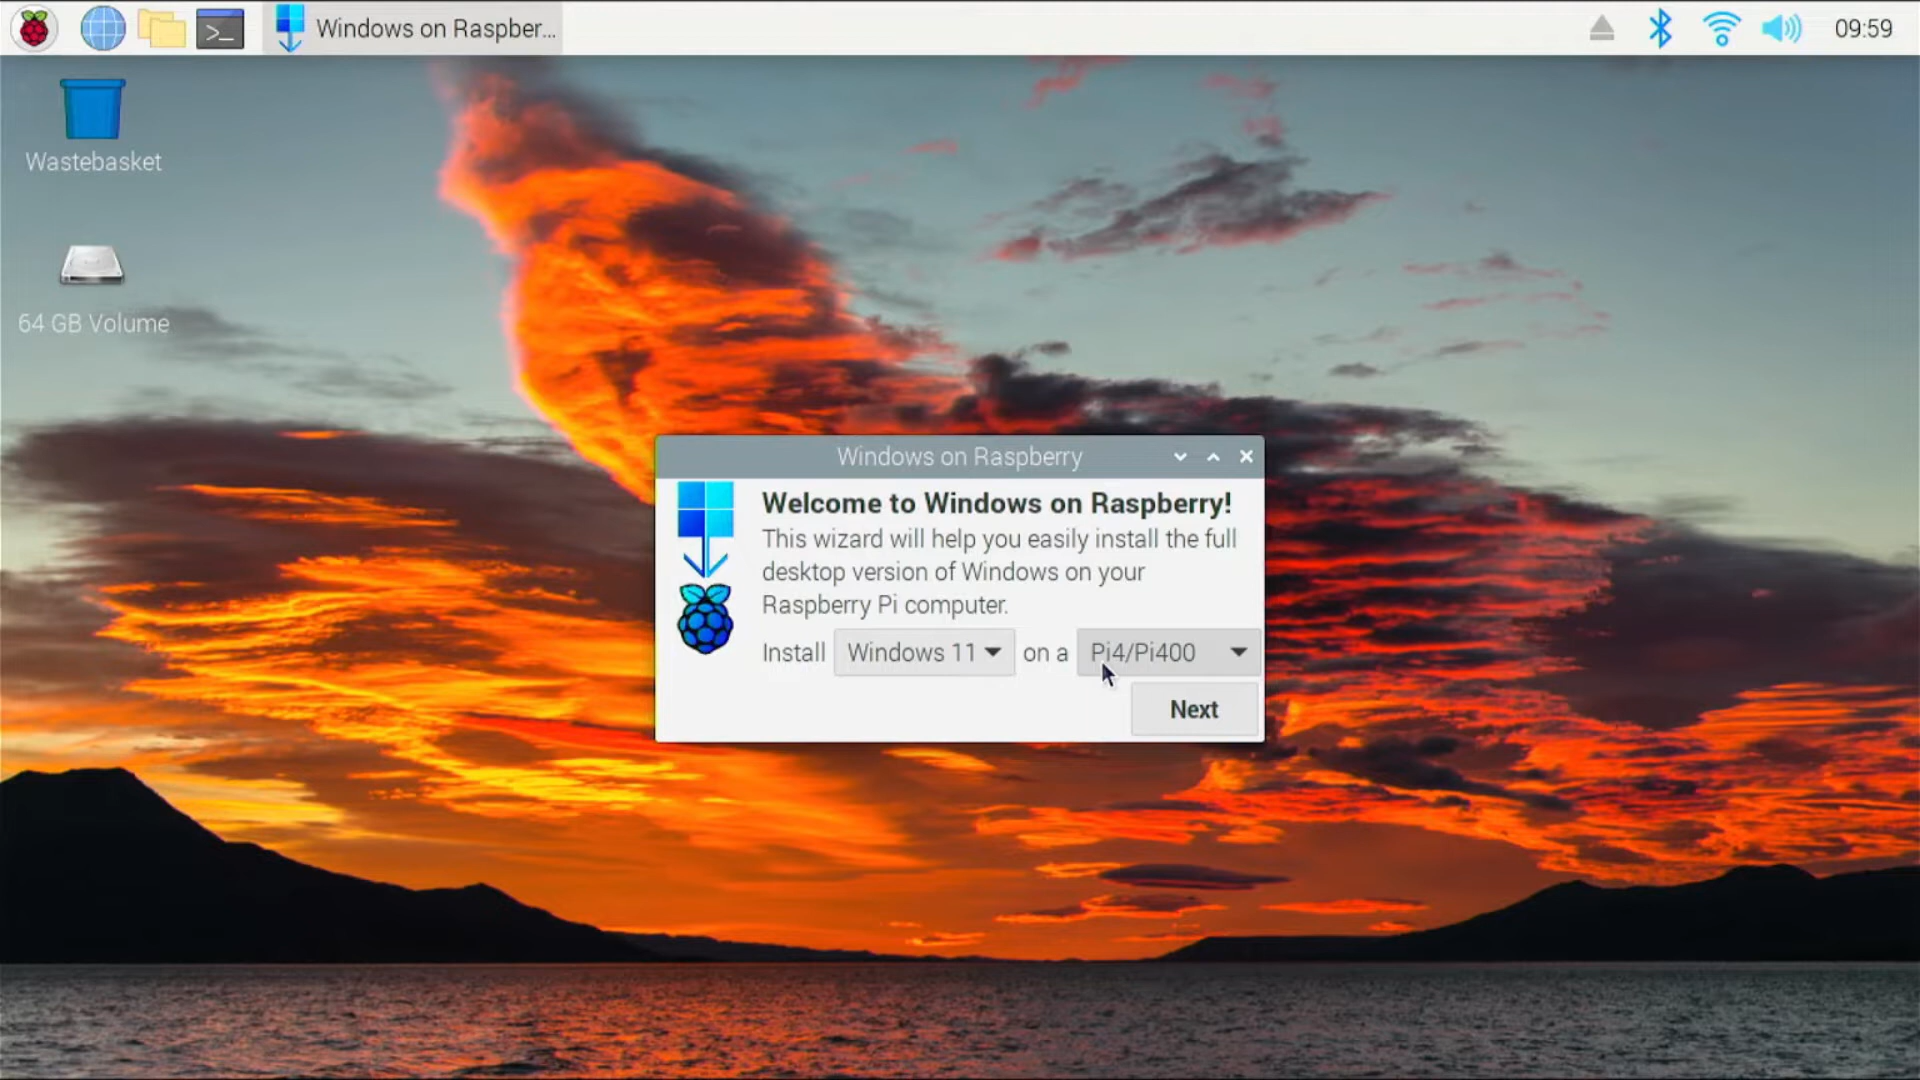 Windows on Raspber...
09:59
Wastebasket
64 GB Volume
Windows on Raspberry
Welcome to Windows on Raspberry!
This wizard will help you easily install the full
desktop version of Windows on your
Raspberry Pi computer.
Install Windows 11 on a Pi4/Pi400
Next